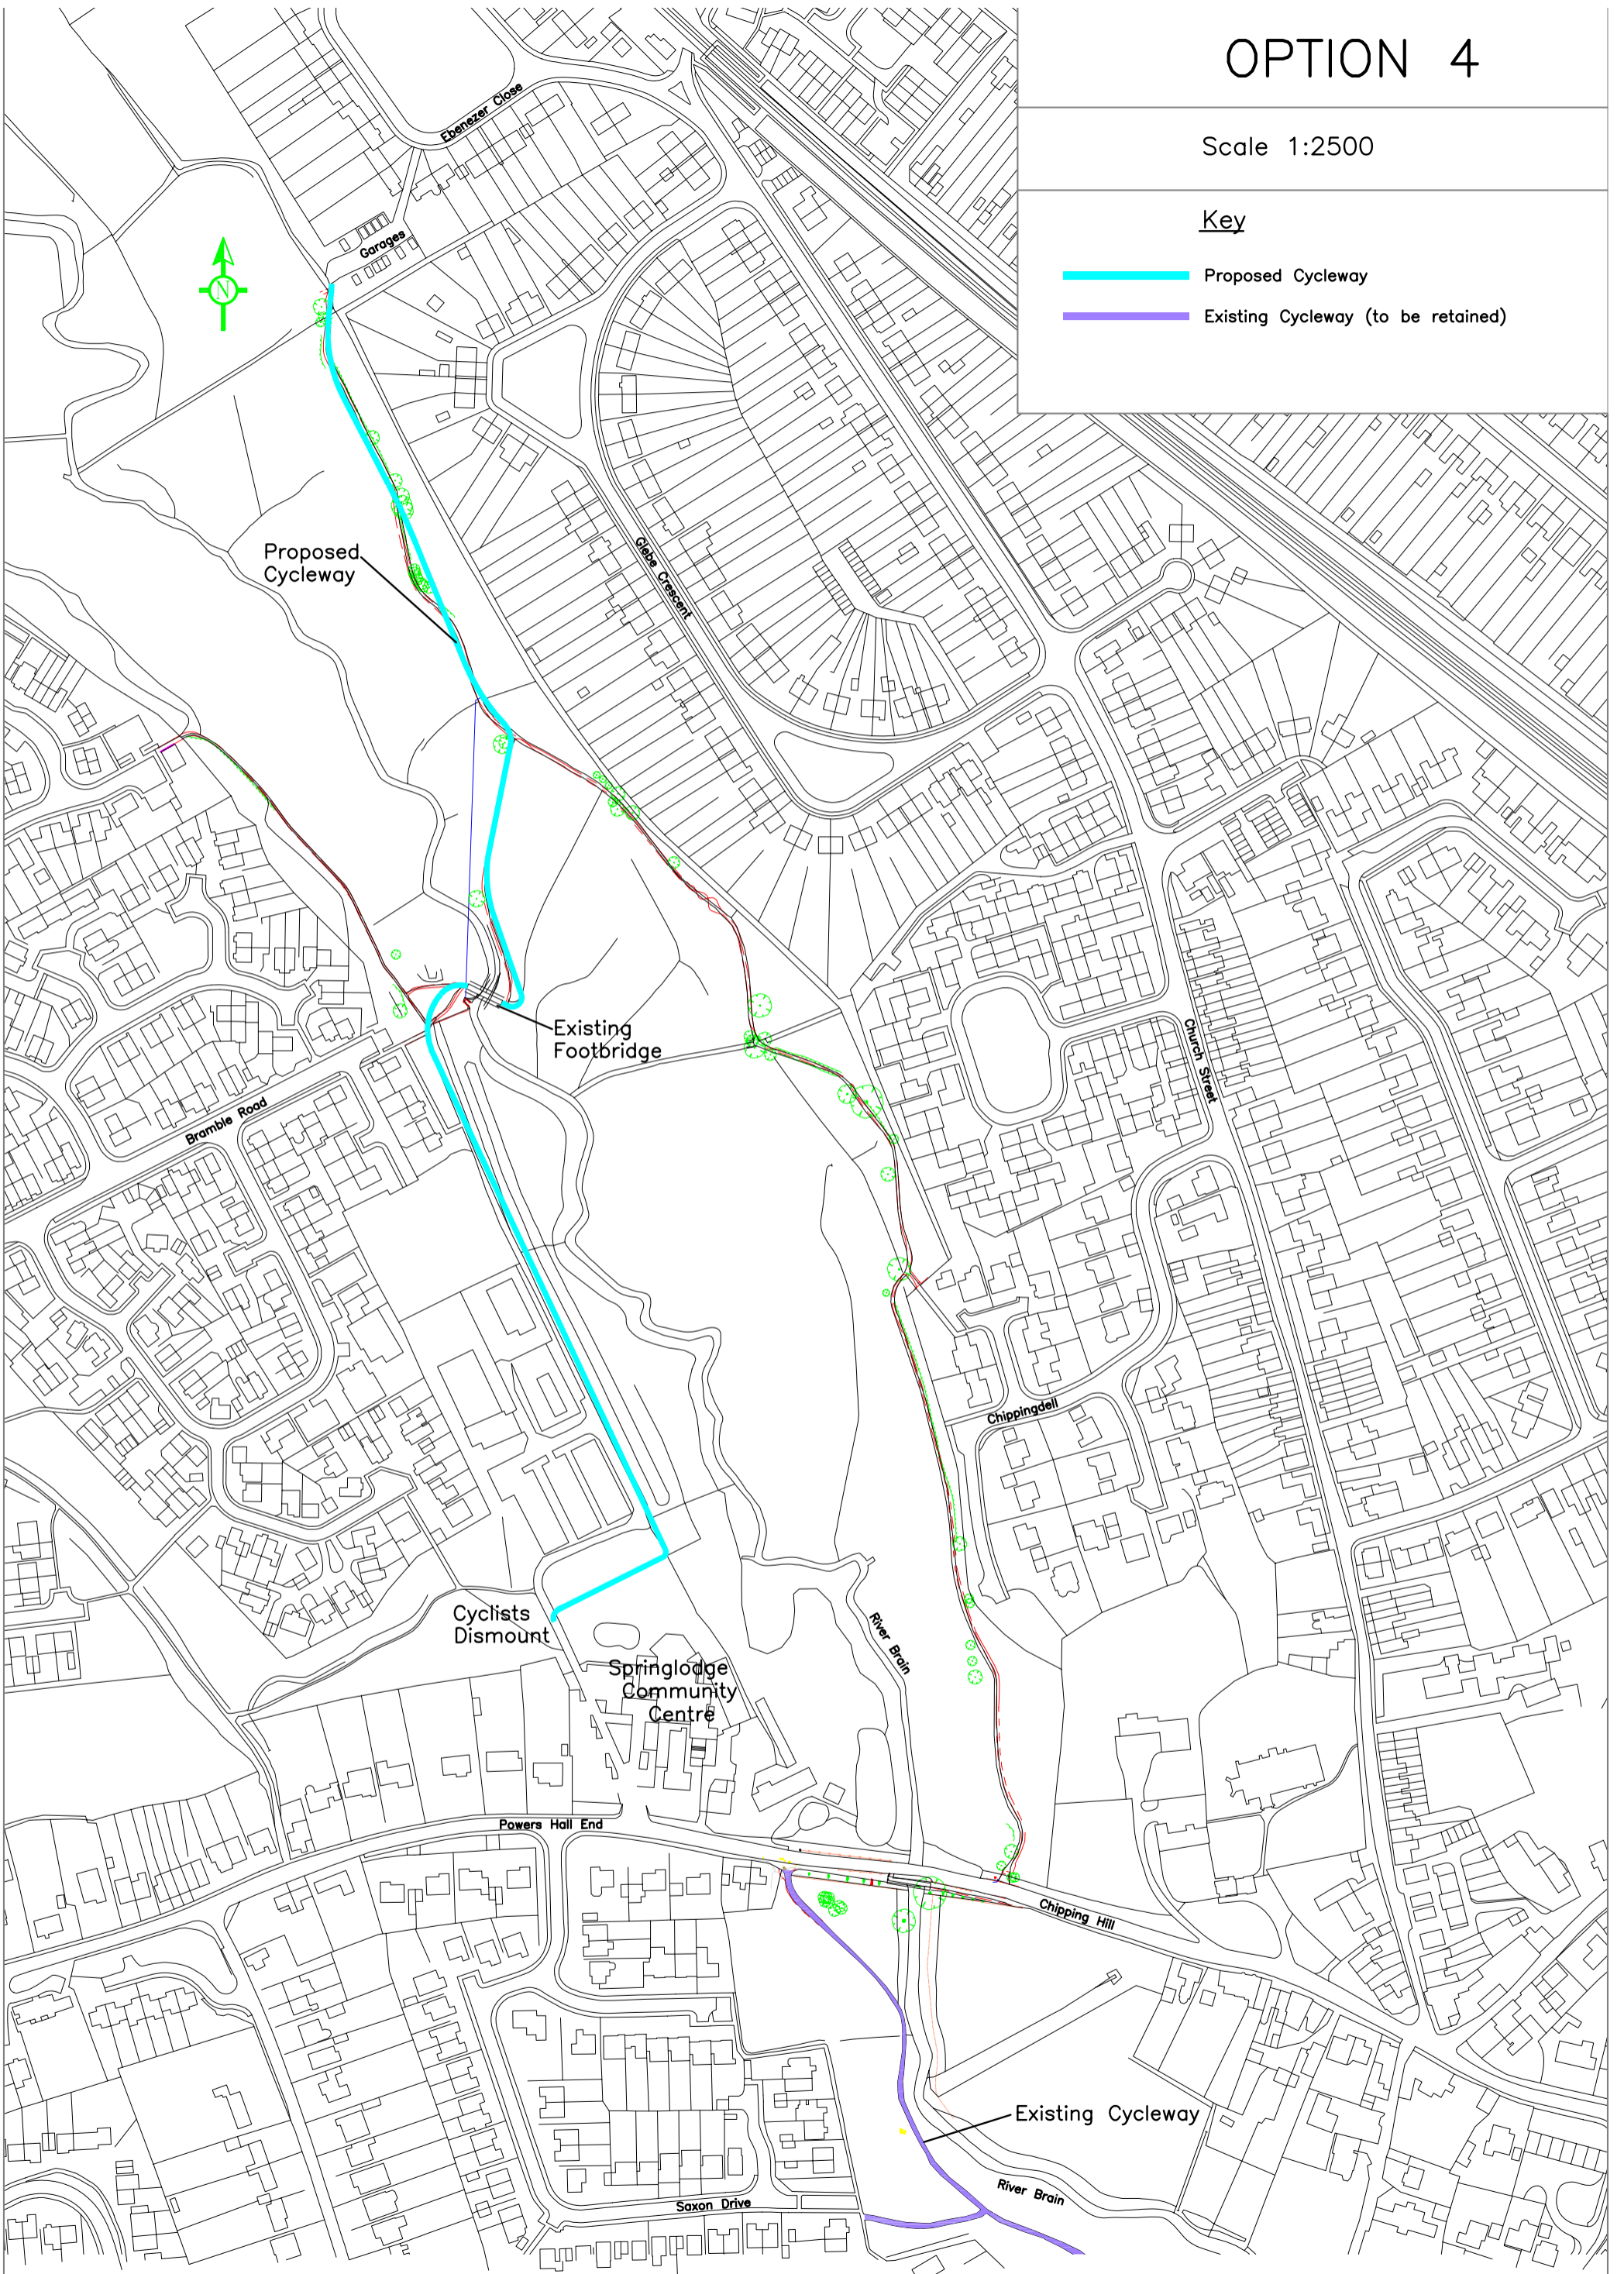 OPTION 4
Scale 1:2500
Key
Proposed Cycleway
Existing Cycleway (to be retained)
Ebenezer Close
Garages
N
Proposed
Cycleway
Glebe Crescent
Existing
Footbridge
Church Street
Bramble Road
Chippingdell
Cyclists
Dismount
River Brain
Springlodge
Community
Centre
Powers Hall End
Chipping Hill
Existing Cycleway
River Brain
Saxon Drive